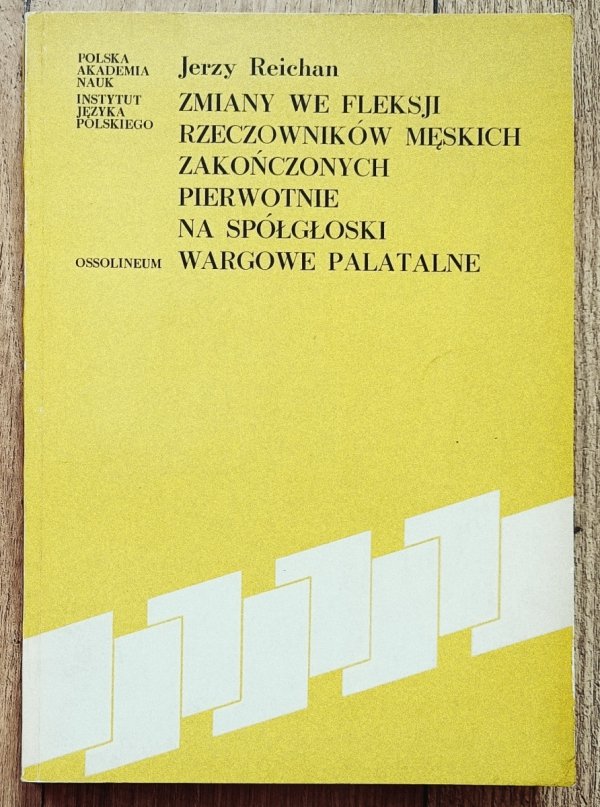 POLSKA
AKADEMIA
NAUK
INSTYTUT
JĘZYKA
POLSKIEGO
Jerzy Reichan
ZMIANY WE FLEKSJI
RZECZOWNIKÓW MĘSKICH
ZAKOŃCZONYCH
PIERWOTNIE
NA SPÓŁGŁOSKI
WARGOWE PALATALNE
OSSOLINEUM